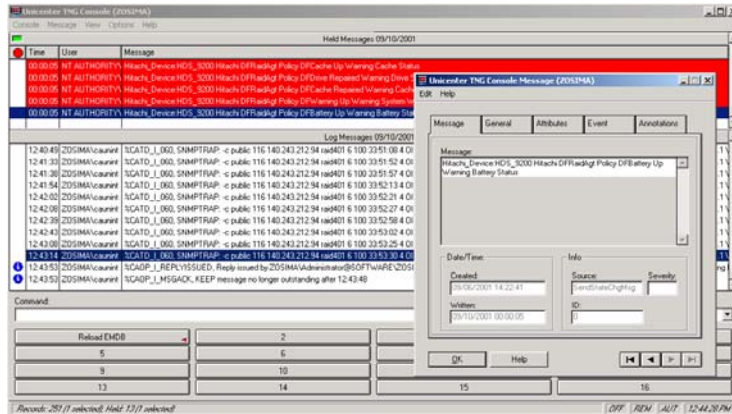 Unicenter TNG Console (ZOSIMA)
Console Message View Options Help
Held Messages 09/10/2001
Time User Message
00:00:05 NT AUTHORITY\ Hitachi_Device:HDS_9200 Hitachi DFRaidAgt Policy DFCache Up Warning Cache Status
00:00:05 NT AUTHORITY\ Hitachi_Device:HDS_9200 Hitachi DFRaidAgt Policy DFDrive Repaired Warning Drive S
00:00:05 NT AUTHORITY\ Hitachi_Device:HDS_9200 Hitachi DFRaidAgt Policy DFCache Repaired Warning Cach
00:00:05 NT AUTHORITY\ Hitachi_Device:HDS_9200 Hitachi DFRaidAgt Policy DFWarning Up Warning System W
00:00:05 NT AUTHORITY\ Hitachi_Device:HDS_9200 Hitachi DFRaidAgt Policy DFBattery Up Warning Battery Sta
Log Messages 09/10/2001
12:40:49 ZOSIMA\caunint %CATD_I_060, SNMPTRAP: -c public 116 140.243.212.94 raid401 6 100 33:51:08 4 OI
12:41:33 ZOSIMA\caunint %CATD_I_060, SNMPTRAP: -c public 116 140.243.212.94 raid401 6 100 33:51:52 4 OI
12:41:38 ZOSIMA\caunint %CATD_I_060, SNMPTRAP: -c public 116 140.243.212.94 raid401 6 100 33:51:57 4 OI
12:41:54 ZOSIMA\caunint %CATD_I_060, SNMPTRAP: -c public 116 140.243.212.94 raid401 6 100 33:52:13 4 OI
12:42:02 ZOSIMA\caunint %CATD_I_060, SNMPTRAP: -c public 116 140.243.212.94 raid401 6 100 33:52:21 4 OI
12:42:08 ZOSIMA\caunint %CATD_I_060, SNMPTRAP: -c public 116 140.243.212.94 raid401 6 100 33:52:27 4 OI
12:42:39 ZOSIMA\caunint %CATD_I_060, SNMPTRAP: -c public 116 140.243.212.94 raid401 6 100 33:52:58 4 OI
12:42:43 ZOSIMA\caunint %CATD_I_060, SNMPTRAP: -c public 116 140.243.212.94 raid401 6 100 33:53:02 4 OI
12:43:08 ZOSIMA\caunint %CATD_I_060, SNMPTRAP: -c public 116 140.243.212.94 raid401 6 100 33:53:25 4 OI
12:43:14 ZOSIMA\caunint %CATD_I_060, SNMPTRAP: -c public 116 140.243.212.94 raid401 6 100 33:53:30 4 OI
12:43:53 ZOSIMA\caunint %CAOP_I_REPLYISSUED, Reply issued by ZOSIMA\Administrator@SOFTWARE\ZOSI
12:43:53 ZOSIMA\caunint %CAOP_I_MSGACK, KEEP message no longer outstanding after 12:43:48
Command:
Reload EMDB 2
5 6
9 10
13 14 15 16
Records: 251 (1 selected) Held: 13 (1 selected) OFF REM AUT 12:44:28 PM
Unicenter TNG Console Message (ZOSIMA)
Edit Help
Message General Attributes Event Annotations
Message:
Hitachi_Device:HDS_9200 Hitachi DFRaidAgt Policy DFBattery Up
Warning Battery Status
Date/Time: Info
Created: Source: Severity:
09/06/2001 14:22:41 SendStateChgMsg
Written: ID:
09/10/2001 00:00:05 0
OK Help